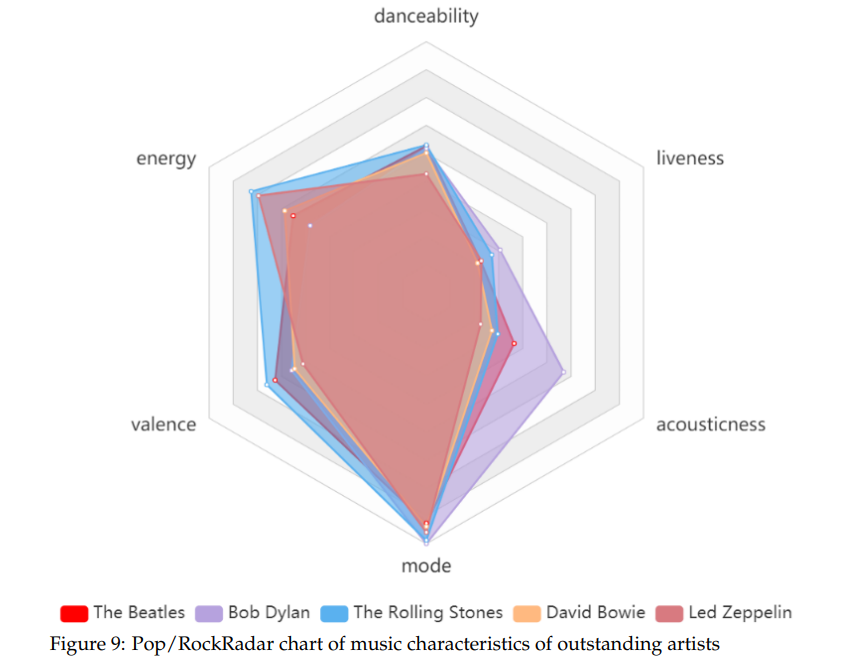 danceability
energy
liveness
valence
acousticness
mode
The Beatles Bob Dylan The Rolling Stones David Bowie Led Zeppelin
Figure 9: Pop/RockRadar chart of music characteristics of outstanding artists